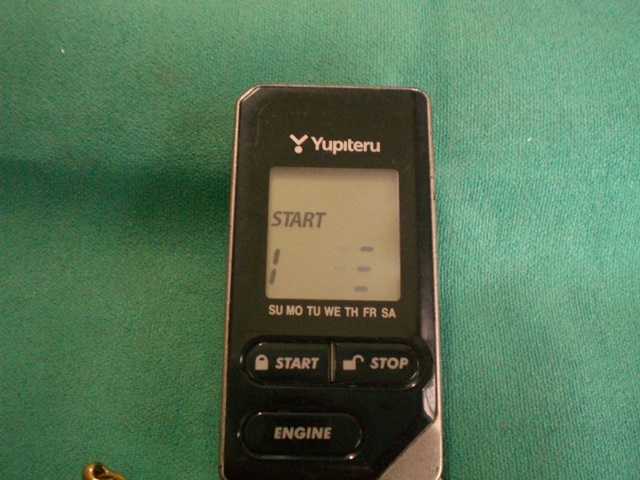 Yupiteru
START
SU MO TU WE TH FR SA
START STOP
ENGINE